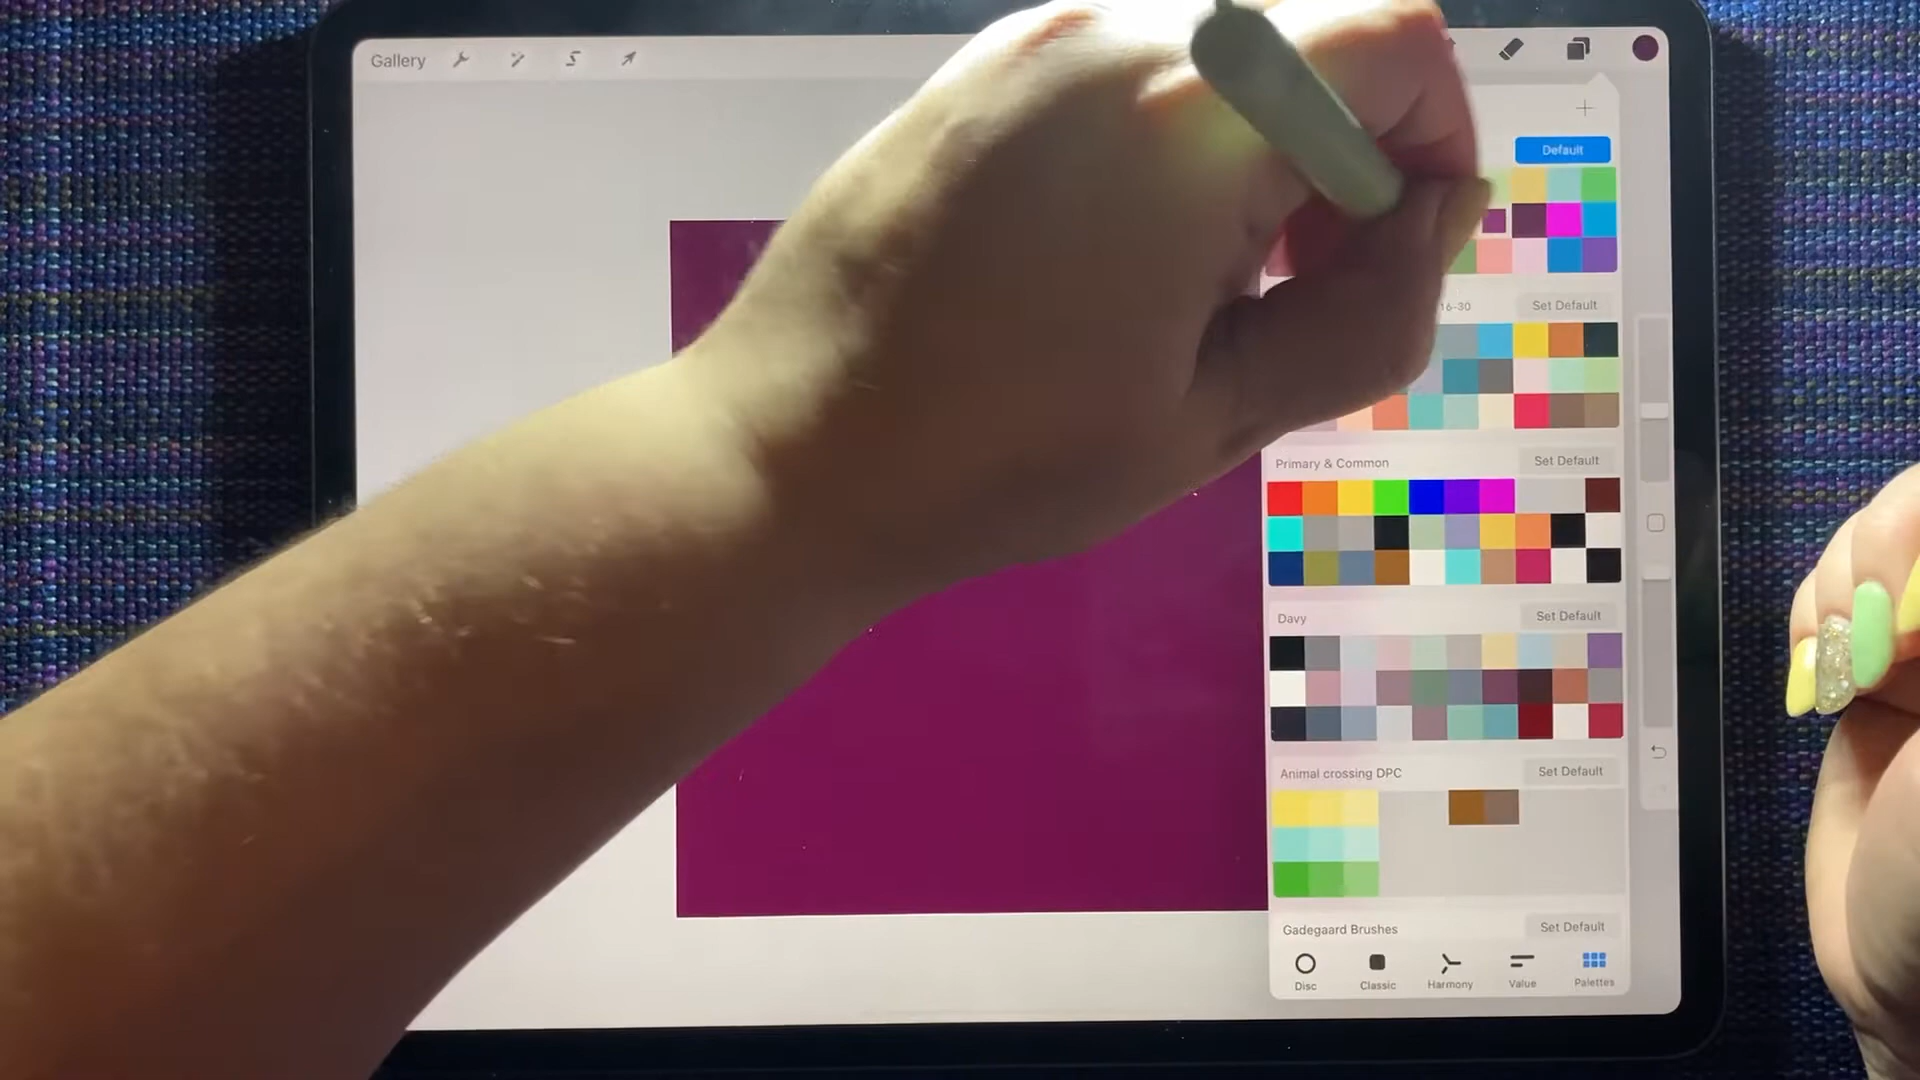 Gallery
Default
16-30
Set Default
Primary & Common
Set Default
Davy
Set Default
Animal crossing DPC
Set Default
Gadegaard Brushes
Set Default
Disc
Classic
Harmony
Value
Palettes